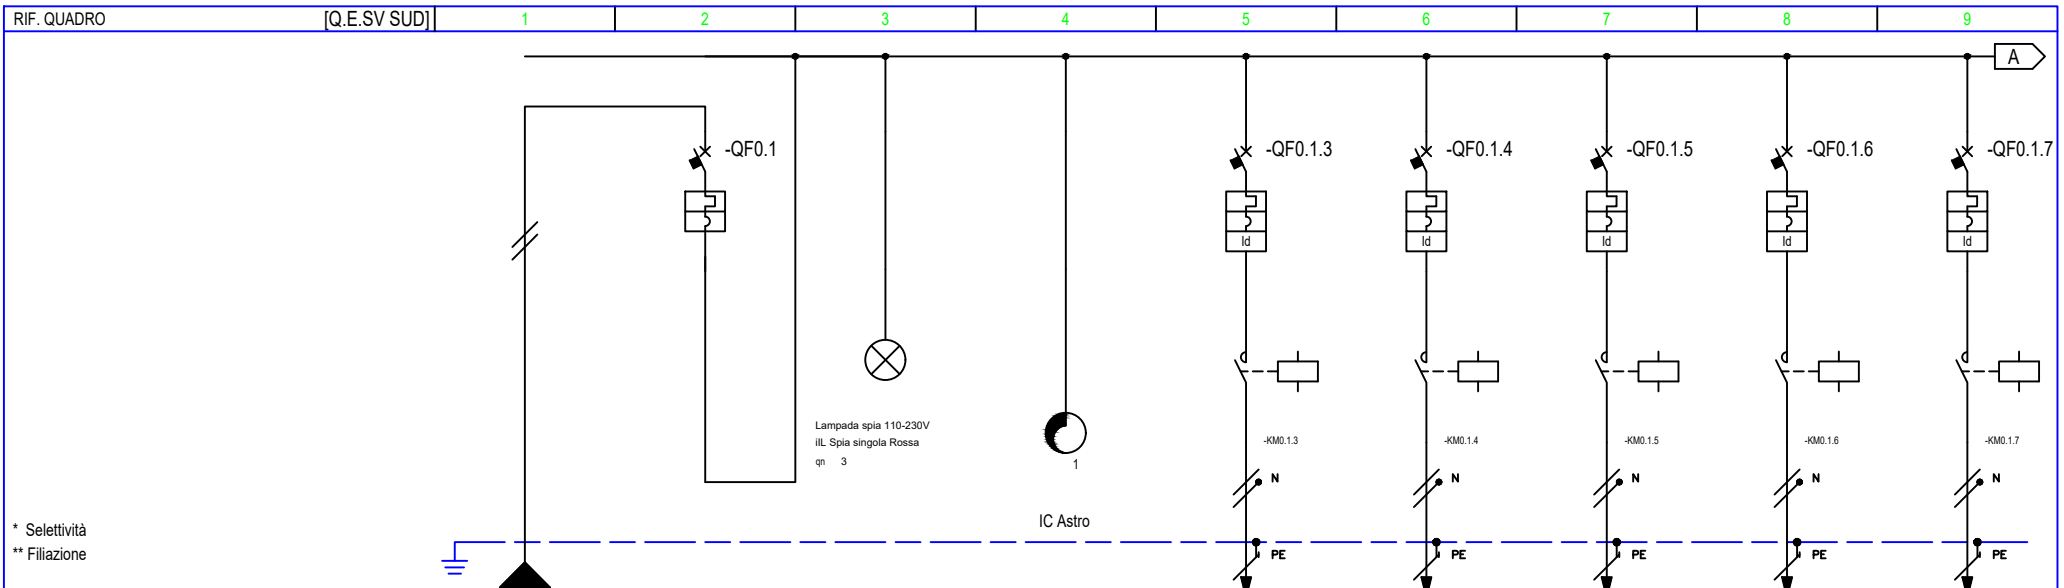 RIF. QUADRO [Q.E.SV SUD] 1 2 3 4 5 6 7 8 9
A
-QF0.1 -QF0.1.3 -QF0.1.4 -QF0.1.5 -QF0.1.6 -QF0.1.7
Id Id Id Id Id
Lampada spia 110-230V
iIL Spia singola Rossa
qn 3
-KM0.1.3 -KM0.1.4 -KM0.1.5 -KM0.1.6 -KM0.1.7
1
N N N N N
IC Astro
* Selettività
** Filiazione
PE PE PE PE PE